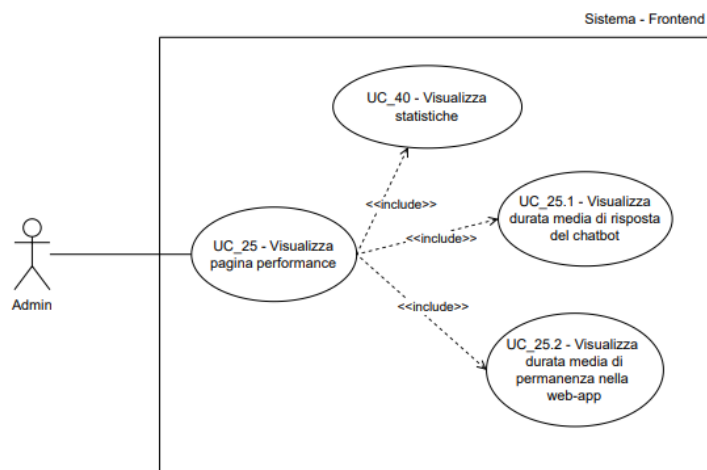 Sistema - Frontend
UC_40 - Visualizza
statistiche
<<include>>
UC_25.1 - Visualizza
durata media di risposta
del chatbot
<<include>>
UC_25 - Visualizza
pagina performance
Admin
<<include>>
UC_25.2 - Visualizza
durata media di
permanenza nella
web-app